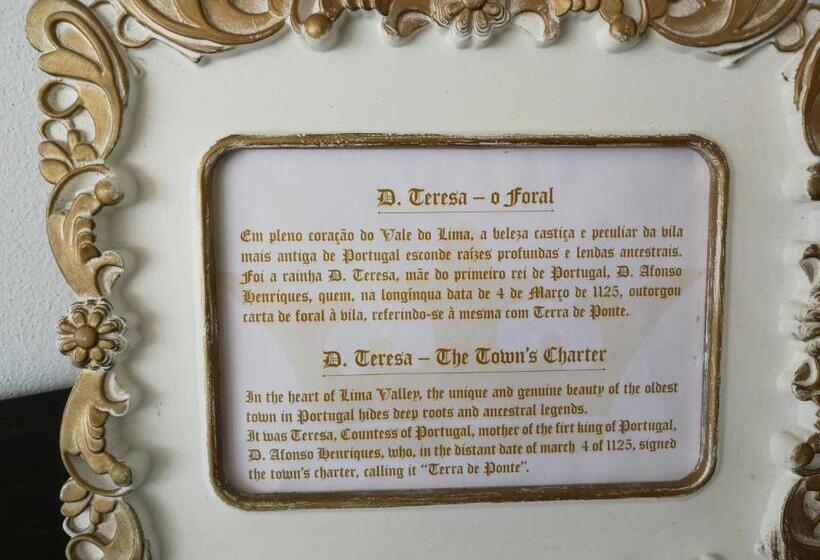 D. Teresa – o Foral
Em pleno coração do Vale do Lima, a beleza castiça e peculiar da vila
mais antiga de Portugal esconde raízes profundas e lendas ancestrais.
Foi a rainha D. Teresa, mãe do primeiro rei de Portugal, D. Afonso
Henriques, quem, na longínqua data de 4 de Março de 1125, outorgou
carta de foral à vila, referindo-se à mesma com Terra de Ponte.
D. Teresa – The Town's Charter
In the heart of Lima Valley, the unique and genuine beauty of the oldest
town in Portugal hides deep roots and ancestral legends.
It was Teresa, Countess of Portugal, mother of the firt king of Portugal,
D. Afonso Henriques, who, in the distant date of march 4 of 1125, signed
the town's charter, calling it "Terra de Ponte".